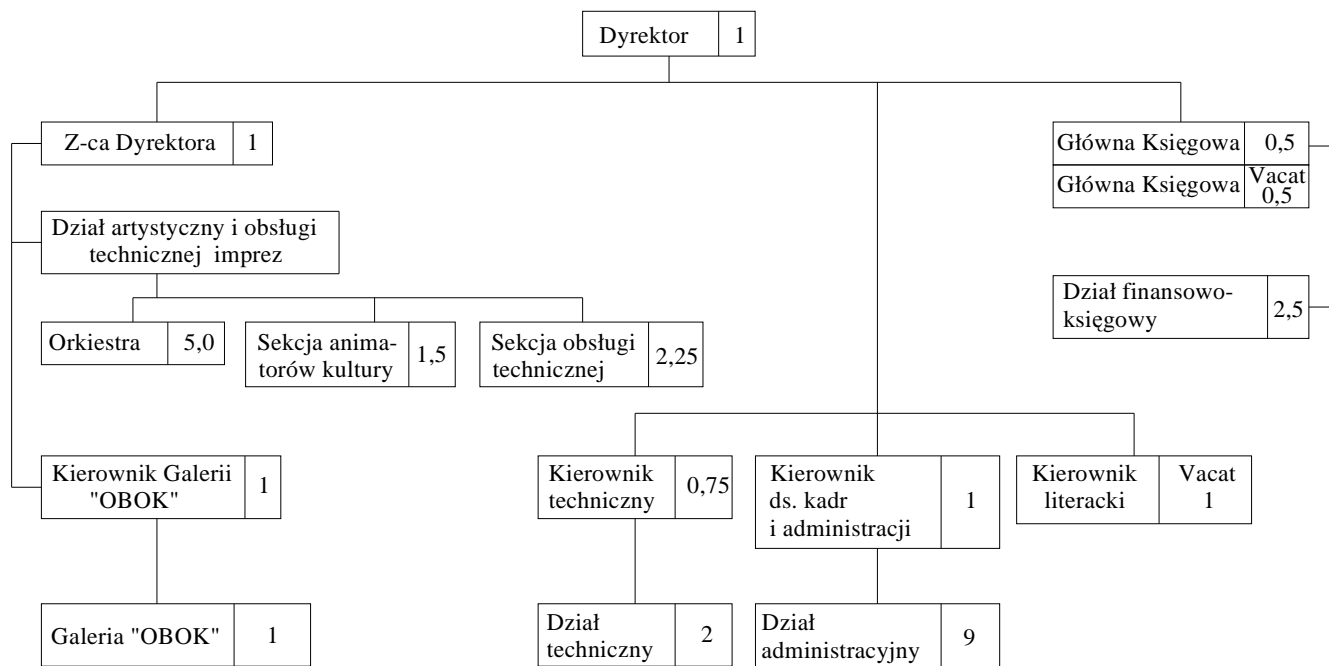 Dyrektor 1
Z-ca Dyrektora 1
Główna Księgowa 0,5
Główna Księgowa Vacat
0,5
Dział artystyczny i obsługi
technicznej imprez
Dział finansowo-
księgowy 2,5
Orkiestra 5,0
Sekcja anima-
torów kultury 1,5
Sekcja obsługi
technicznej 2,25
Kierownik Galerii
"OBOK" 1
Kierownik
techniczny 0,75
Kierownik
ds. kadr
i administracji 1
Kierownik
literacki
Vacat
1
Galeria "OBOK" 1
Dział
techniczny 2
Dział
administracyjny 9